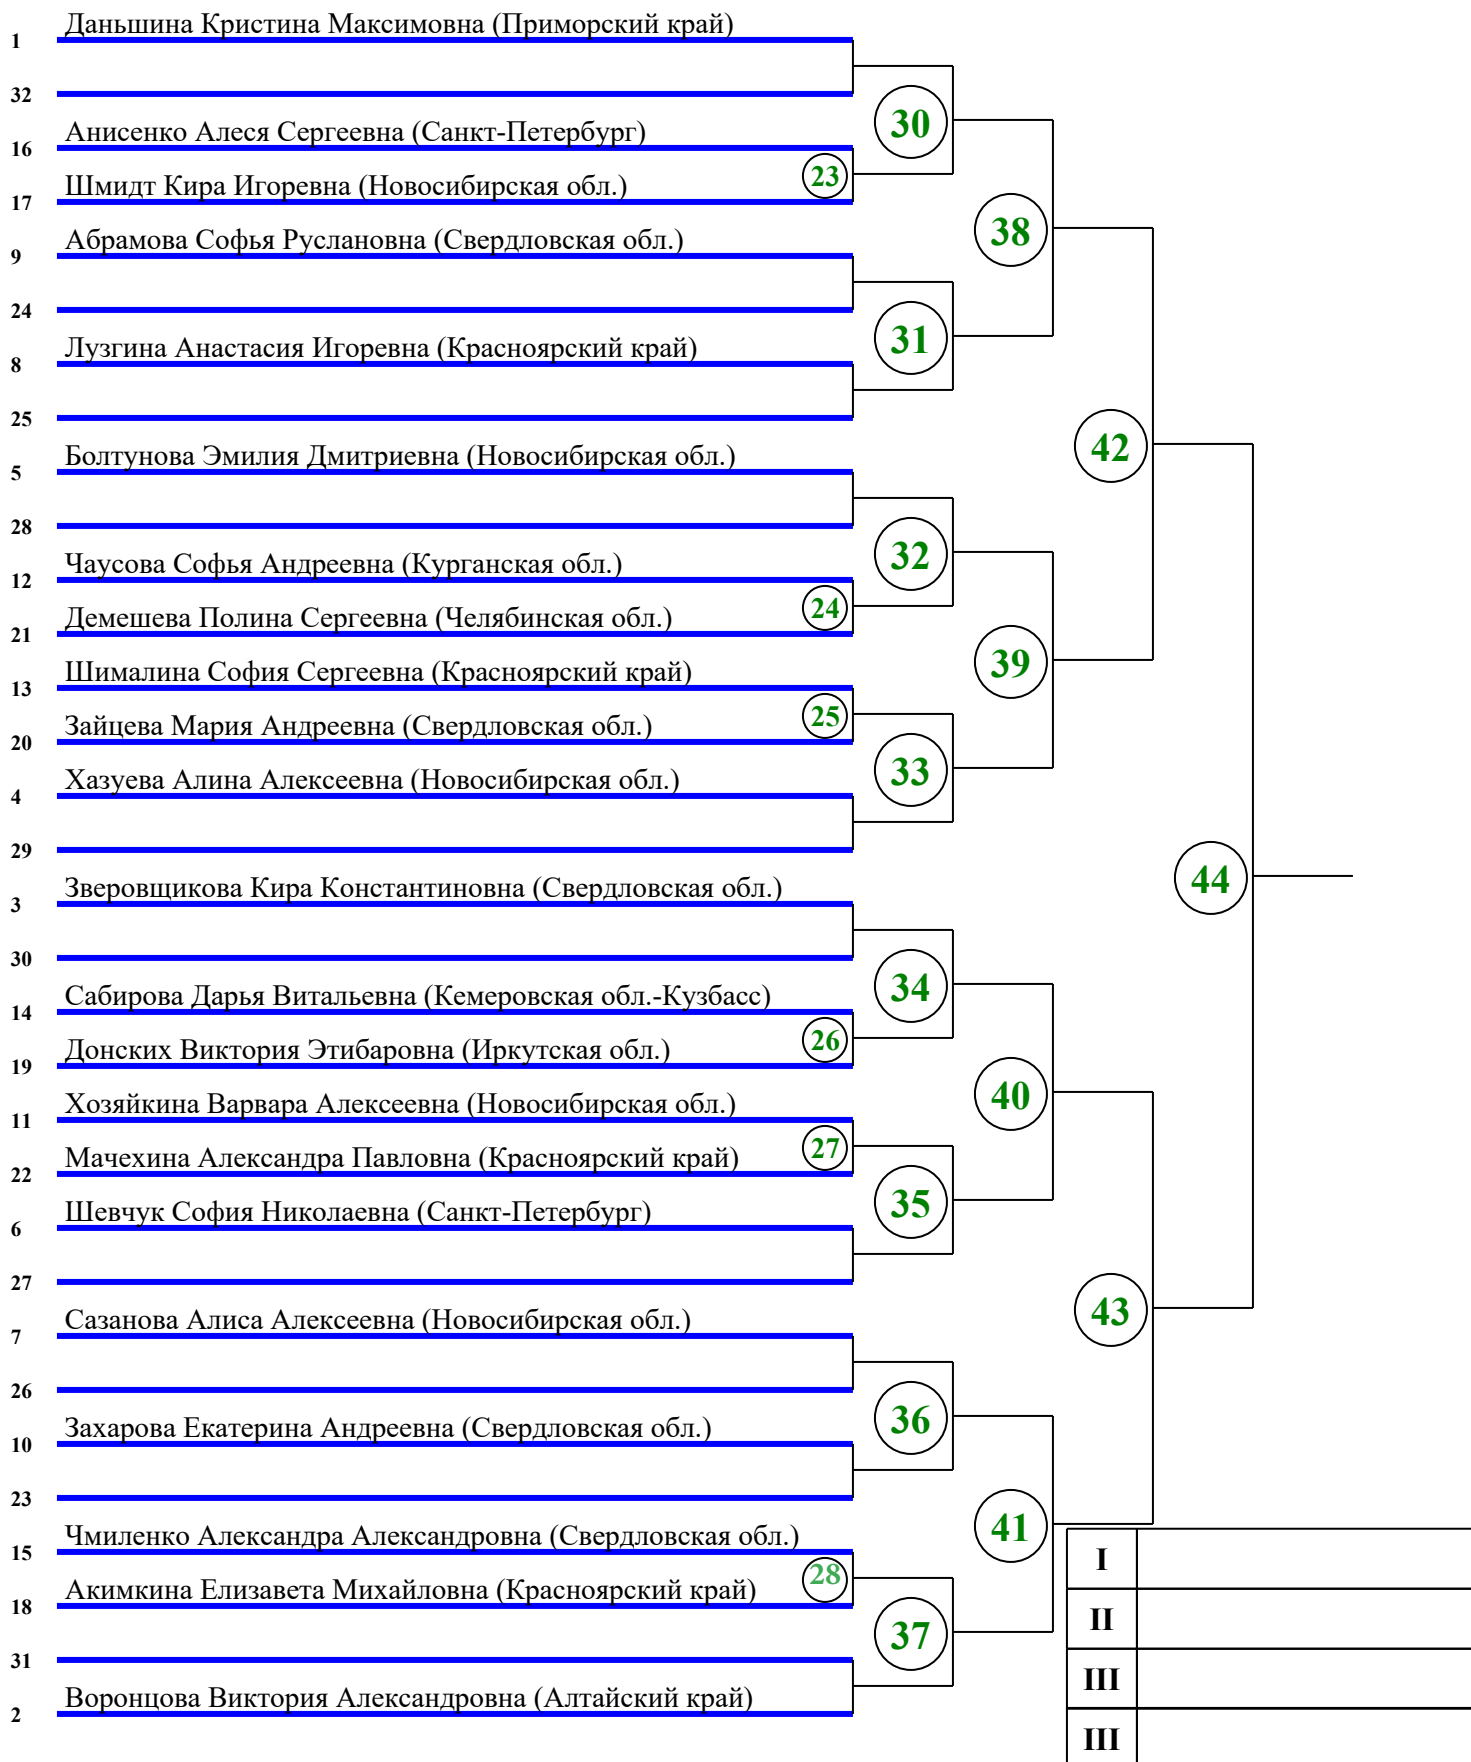 Даньшина Кристина Максимовна (Приморский край)
1
32
Анисенко Алеся Сергеевна (Санкт-Петербург)
16
30
Шмидт Кира Игоревна (Новосибирская обл.)
23
17
Абрамова Софья Руслановна (Свердловская обл.)
38
9
24
Лузгина Анастасия Игоревна (Красноярский край)
31
8
25
Болтунова Эмилия Дмитриевна (Новосибирская обл.)
42
5
28
Чаусова Софья Андреевна (Курганская обл.)
32
12
Демешева Полина Сергеевна (Челябинская обл.)
24
21
Шималина София Сергеевна (Красноярский край)
39
13
Зайцева Мария Андреевна (Свердловская обл.)
25
20
Хазуева Алина Алексеевна (Новосибирская обл.)
33
4
29
Зверовщикова Кира Константиновна (Свердловская обл.)
44
3
30
Сабирова Дарья Витальевна (Кемеровская обл.-Кузбасс)
34
14
Донских Виктория Этибаровна (Иркутская обл.)
26
19
Хозяйкина Варвара Алексеевна (Новосибирская обл.)
40
11
Мачехина Александра Павловна (Красноярский край)
27
22
Шевчук София Николаевна (Санкт-Петербург)
35
6
27
Сазанова Алиса Алексеевна (Новосибирская обл.)
43
7
26
Захарова Екатерина Андреевна (Свердловская обл.)
36
10
23
Чмиленко Александра Александровна (Свердловская обл.)
41
15
I
Акимкина Елизавета Михайловна (Красноярский край)
28
18
II
37
31
III
Воронцова Виктория Александровна (Алтайский край)
2
III